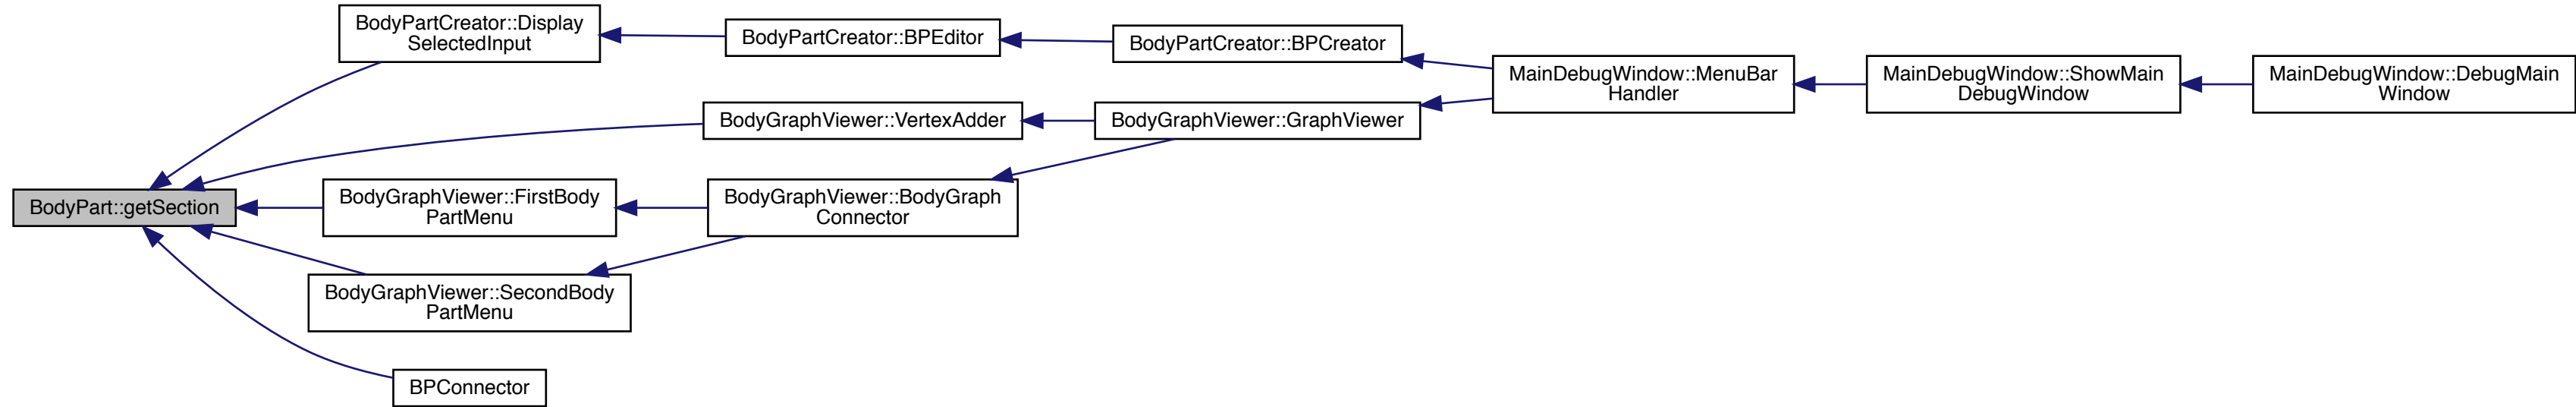 BodyPartCreator::Display
SelectedInput
BodyPartCreator::BPEditor
BodyPartCreator::BPCreator
MainDebugWindow::MenuBar
Handler
MainDebugWindow::ShowMain
DebugWindow
MainDebugWindow::DebugMain
Window
BodyGraphViewer::VertexAdder
BodyGraphViewer::GraphViewer
BodyPart::getSection
BodyGraphViewer::FirstBody
PartMenu
BodyGraphViewer::BodyGraph
Connector
BodyGraphViewer::SecondBody
PartMenu
BPConnector